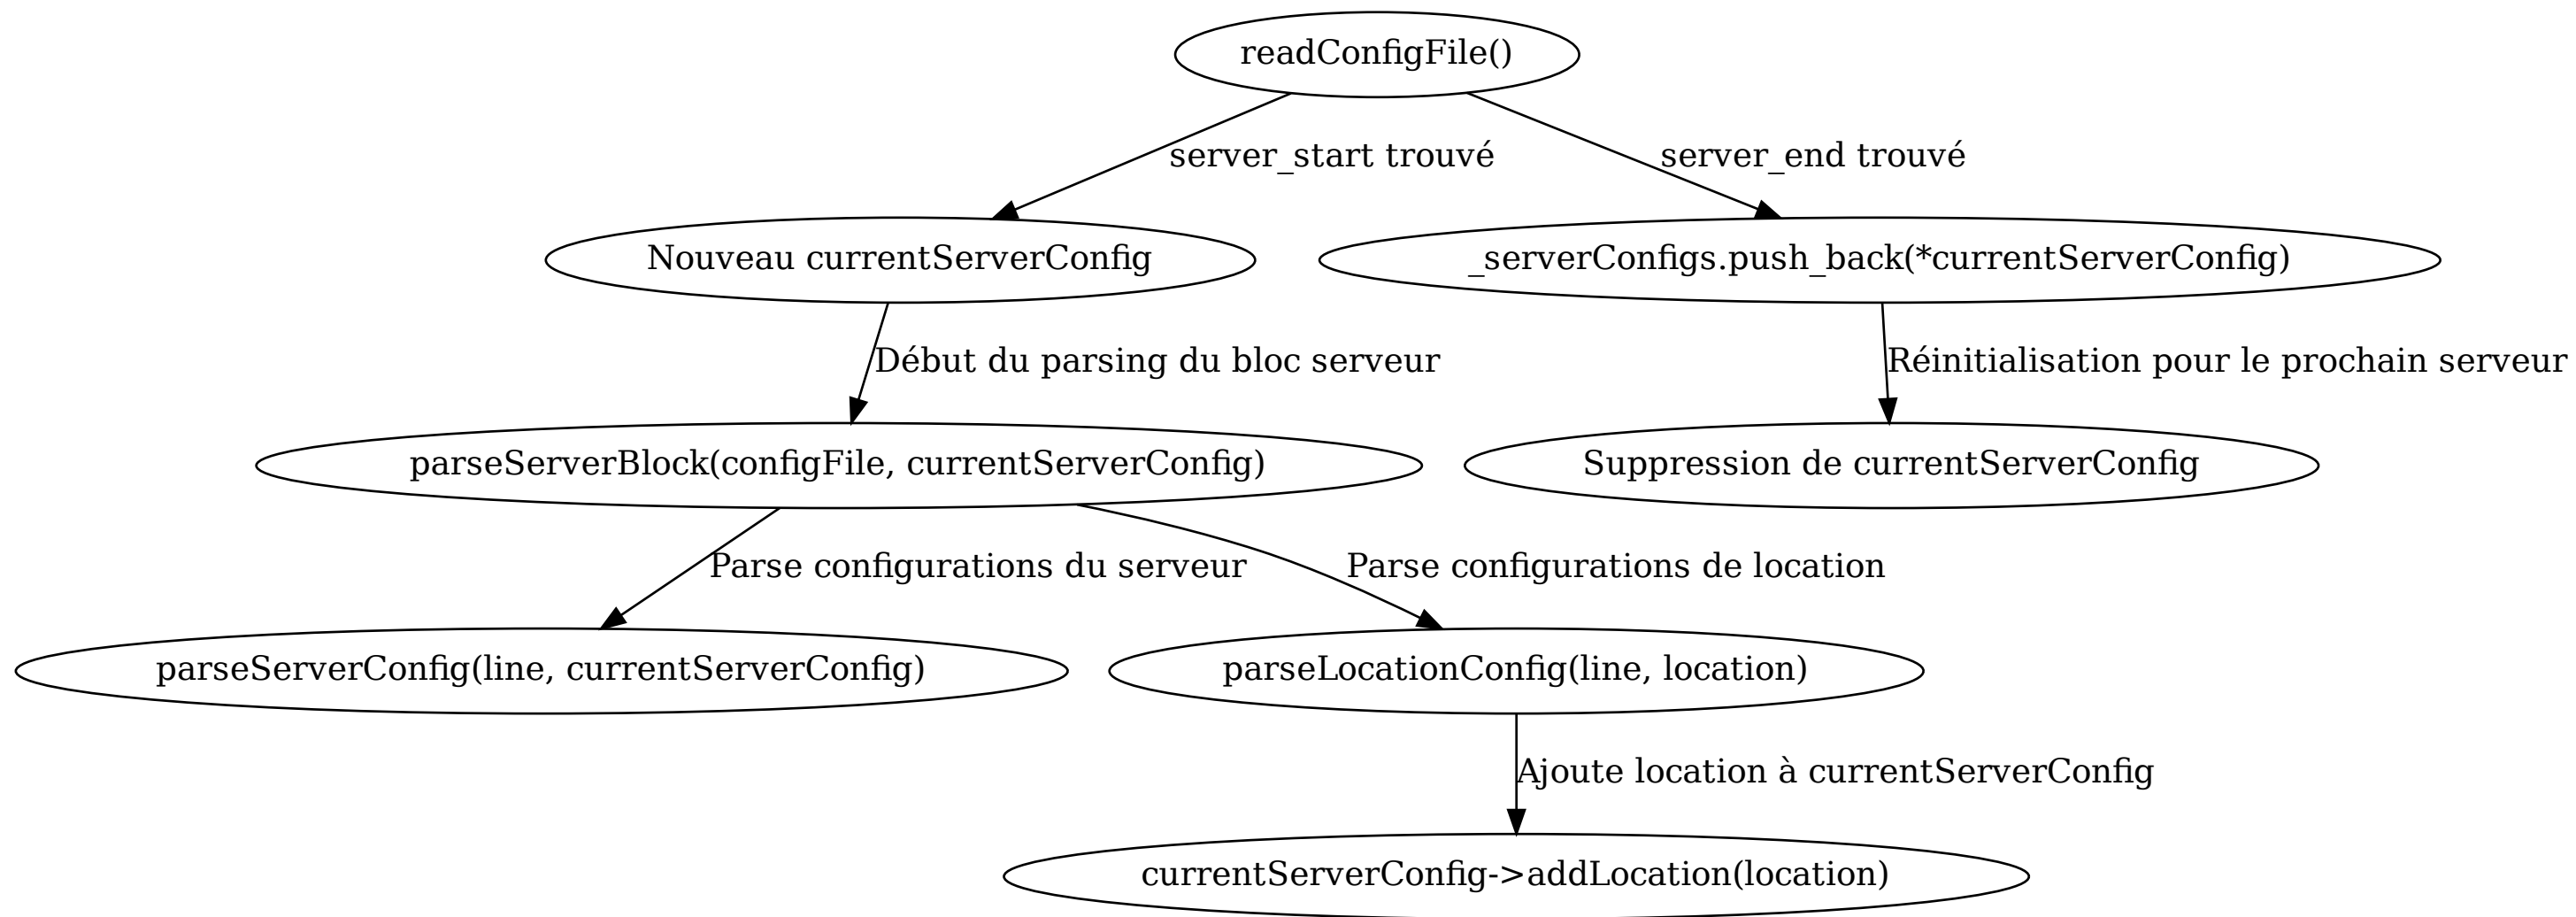 readConfigFile()
server_start trouvé
server_end trouvé
Nouveau currentServerConfig
_serverConfigs.push_back(*currentServerConfig)
Début du parsing du bloc serveur
Réinitialisation pour le prochain serveur
parseServerBlock(configFile, currentServerConfig)
Suppression de currentServerConfig
Parse configurations du serveur
Parse configurations de location
parseServerConfig(line, currentServerConfig)
parseLocationConfig(line, location)
Ajoute location à currentServerConfig
currentServerConfig->addLocation(location)